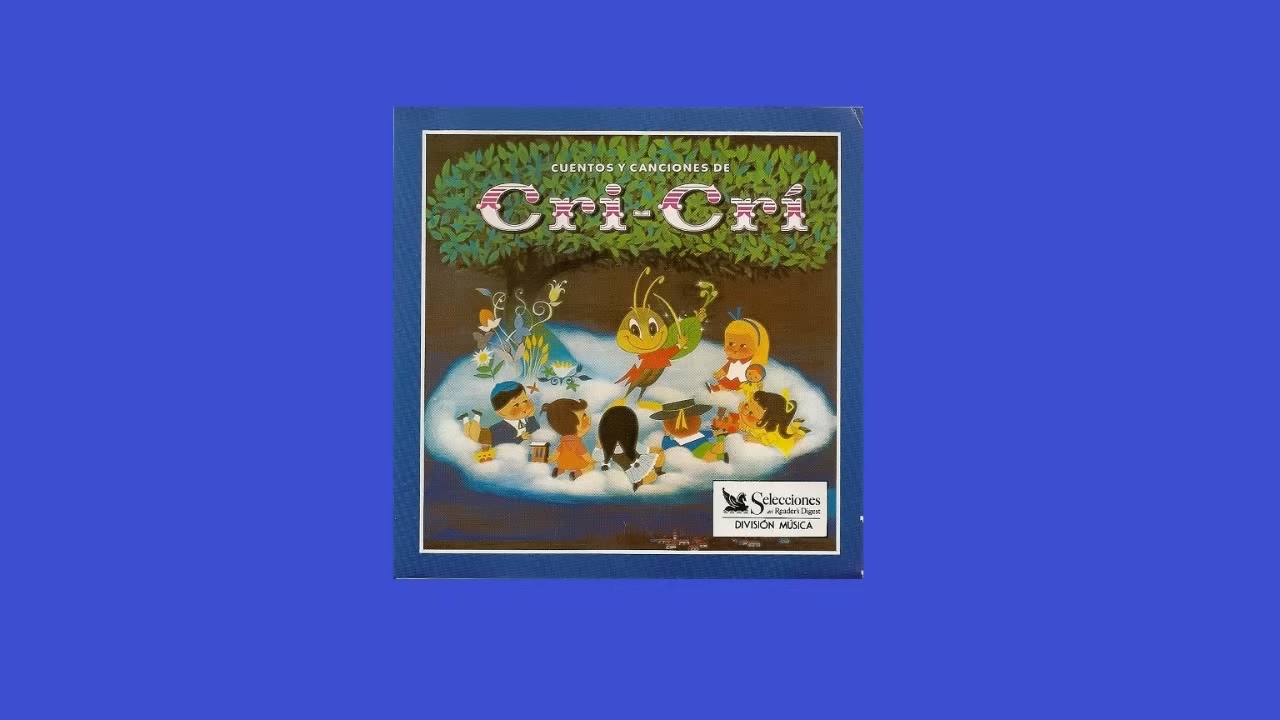 CUENTOS Y CANCIONES DE
Cri-Crí
Selecciones
del Reader's Digest
DIVISIÓN MÚSICA